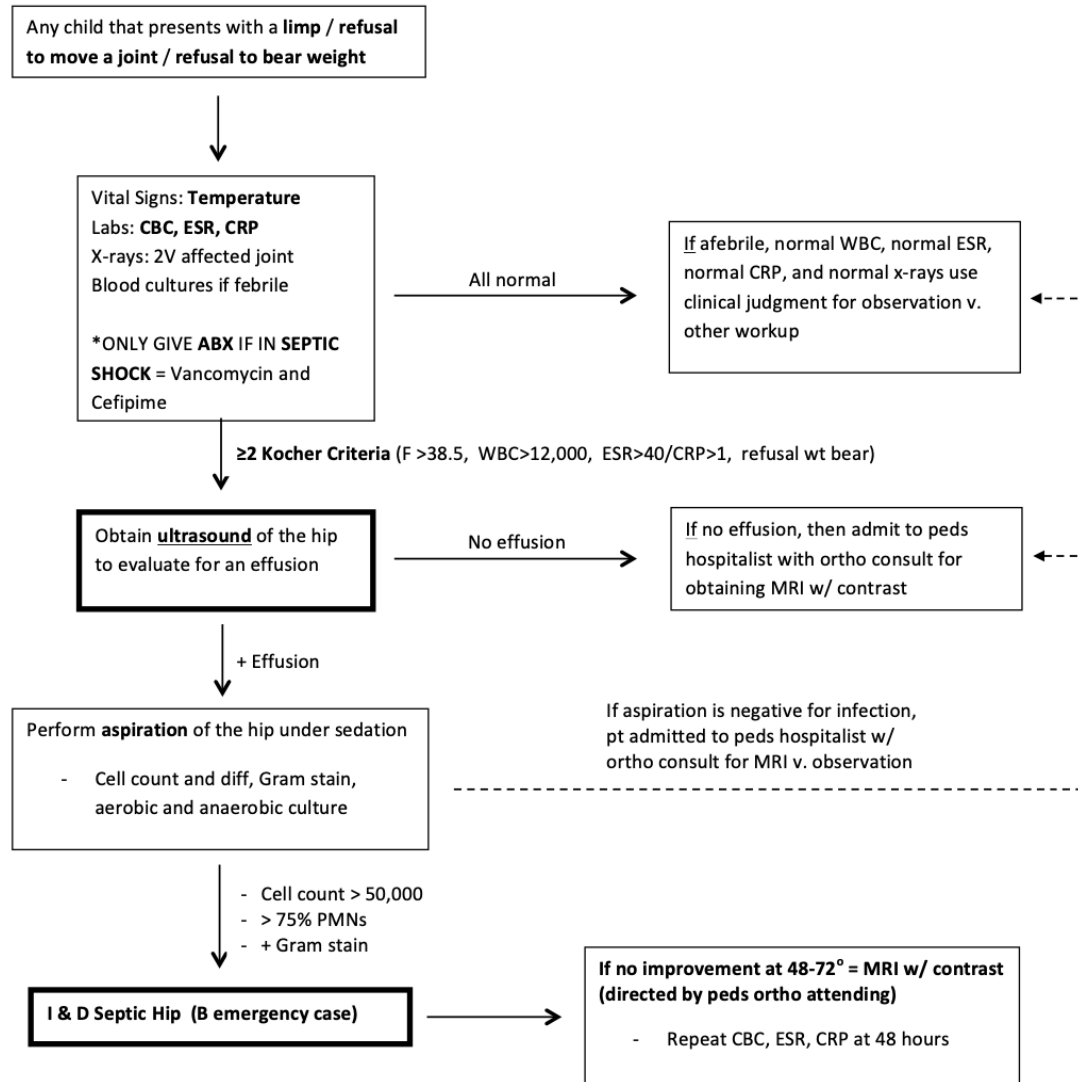 Any child that presents with a limp / refusal
to move a joint / refusal to bear weight
Vital Signs: Temperature
Labs: CBC, ESR, CRP
X-rays: 2V affected joint
Blood cultures if febrile
*ONLY GIVE ABX IF IN SEPTIC
SHOCK = Vancomycin and
Cefipime
All normal
If afebrile, normal WBC, normal ESR,
normal CRP, and normal x-rays use
clinical judgment for observation v.
other workup
≥2 Kocher Criteria (F >38.5, WBC>12,000, ESR>40/CRP>1, refusal wt bear)
Obtain ultrasound of the hip
to evaluate for an effusion
No effusion
If no effusion, then admit to peds
hospitalist with ortho consult for
obtaining MRI w/ contrast
+ Effusion
Perform aspiration of the hip under sedation
- Cell count and diff, Gram stain,
aerobic and anaerobic culture
If aspiration is negative for infection,
pt admitted to peds hospitalist w/
ortho consult for MRI v. observation
- Cell count > 50,000
- > 75% PMNs
- + Gram stain
I & D Septic Hip (B emergency case)
If no improvement at 48-72° = MRI w/ contrast
(directed by peds ortho attending)
- Repeat CBC, ESR, CRP at 48 hours